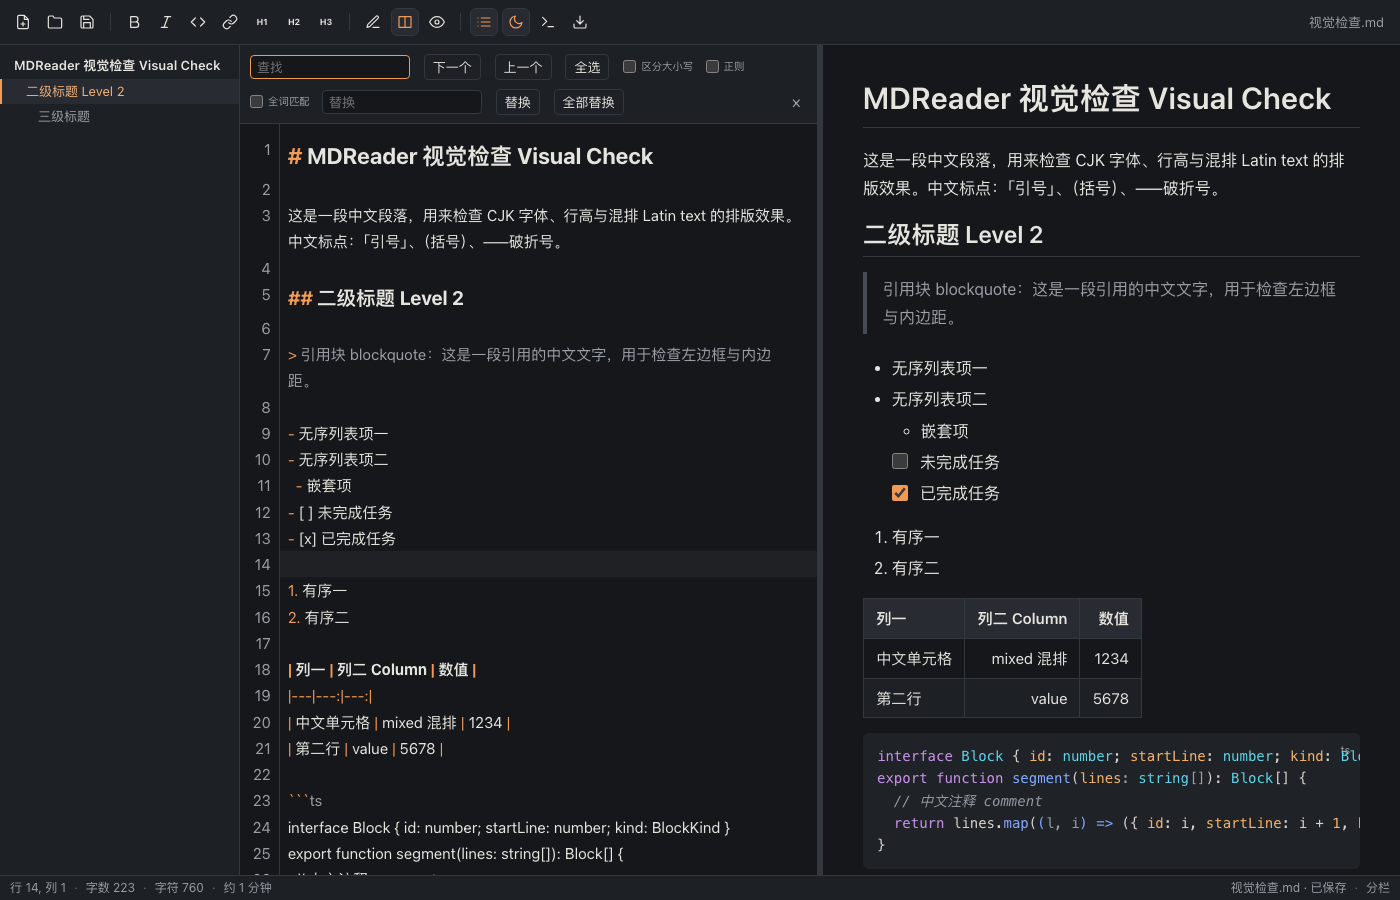 B I H1 H2 H3 视觉检查.md
MDReader 视觉检查 Visual Check
二级标题 Level 2
三级标题
查找 下一个 上一个 全选 区分大小写 正则
全词匹配 替换 替换 全部替换 ×
1 # MDReader 视觉检查 Visual Check
2
3 这是一段中文段落，用来检查 CJK 字体、行高与混排 Latin text 的排版效果。
中文标点：「引号」、（括号）、——破折号。
4
5 ## 二级标题 Level 2
6
7 > 引用块 blockquote：这是一段引用的中文文字，用于检查左边框与内边
距。
8
9 - 无序列表项一
10 - 无序列表项二
11 - 嵌套项
12 - [ ] 未完成任务
13 - [x] 已完成任务
14
15 1. 有序一
16 2. 有序二
17
18 | 列一 | 列二 Column | 数值 |
19 |---|---:|---:|
20 | 中文单元格 | mixed 混排 | 1234 |
21 | 第二行 | value | 5678 |
22
23 ```ts
24 interface Block { id: number; startLine: number; kind: BlockKind }
25 export function segment(lines: string[]): Block[] {
MDReader 视觉检查 Visual Check
这是一段中文段落，用来检查 CJK 字体、行高与混排 Latin text 的排
版效果。中文标点：「引号」、（括号）、——破折号。
二级标题 Level 2
引用块 blockquote：这是一段引用的中文文字，用于检查左边框
与内边距。
• 无序列表项一
• 无序列表项二
◦ 嵌套项
未完成任务
已完成任务
1. 有序一
2. 有序二
列一 列二 Column 数值
中文单元格 mixed 混排 1234
第二行 value 5678
ts
interface Block { id: number; startLine: number; kind: Blo
export function segment(lines: string[]): Block[] {
// 中文注释 comment
return lines.map((l, i) => ({ id: i, startLine: i + 1,
}
行 14, 列 1 · 字数 223 · 字符 760 · 约 1 分钟
视觉检查.md · 已保存 · 分栏